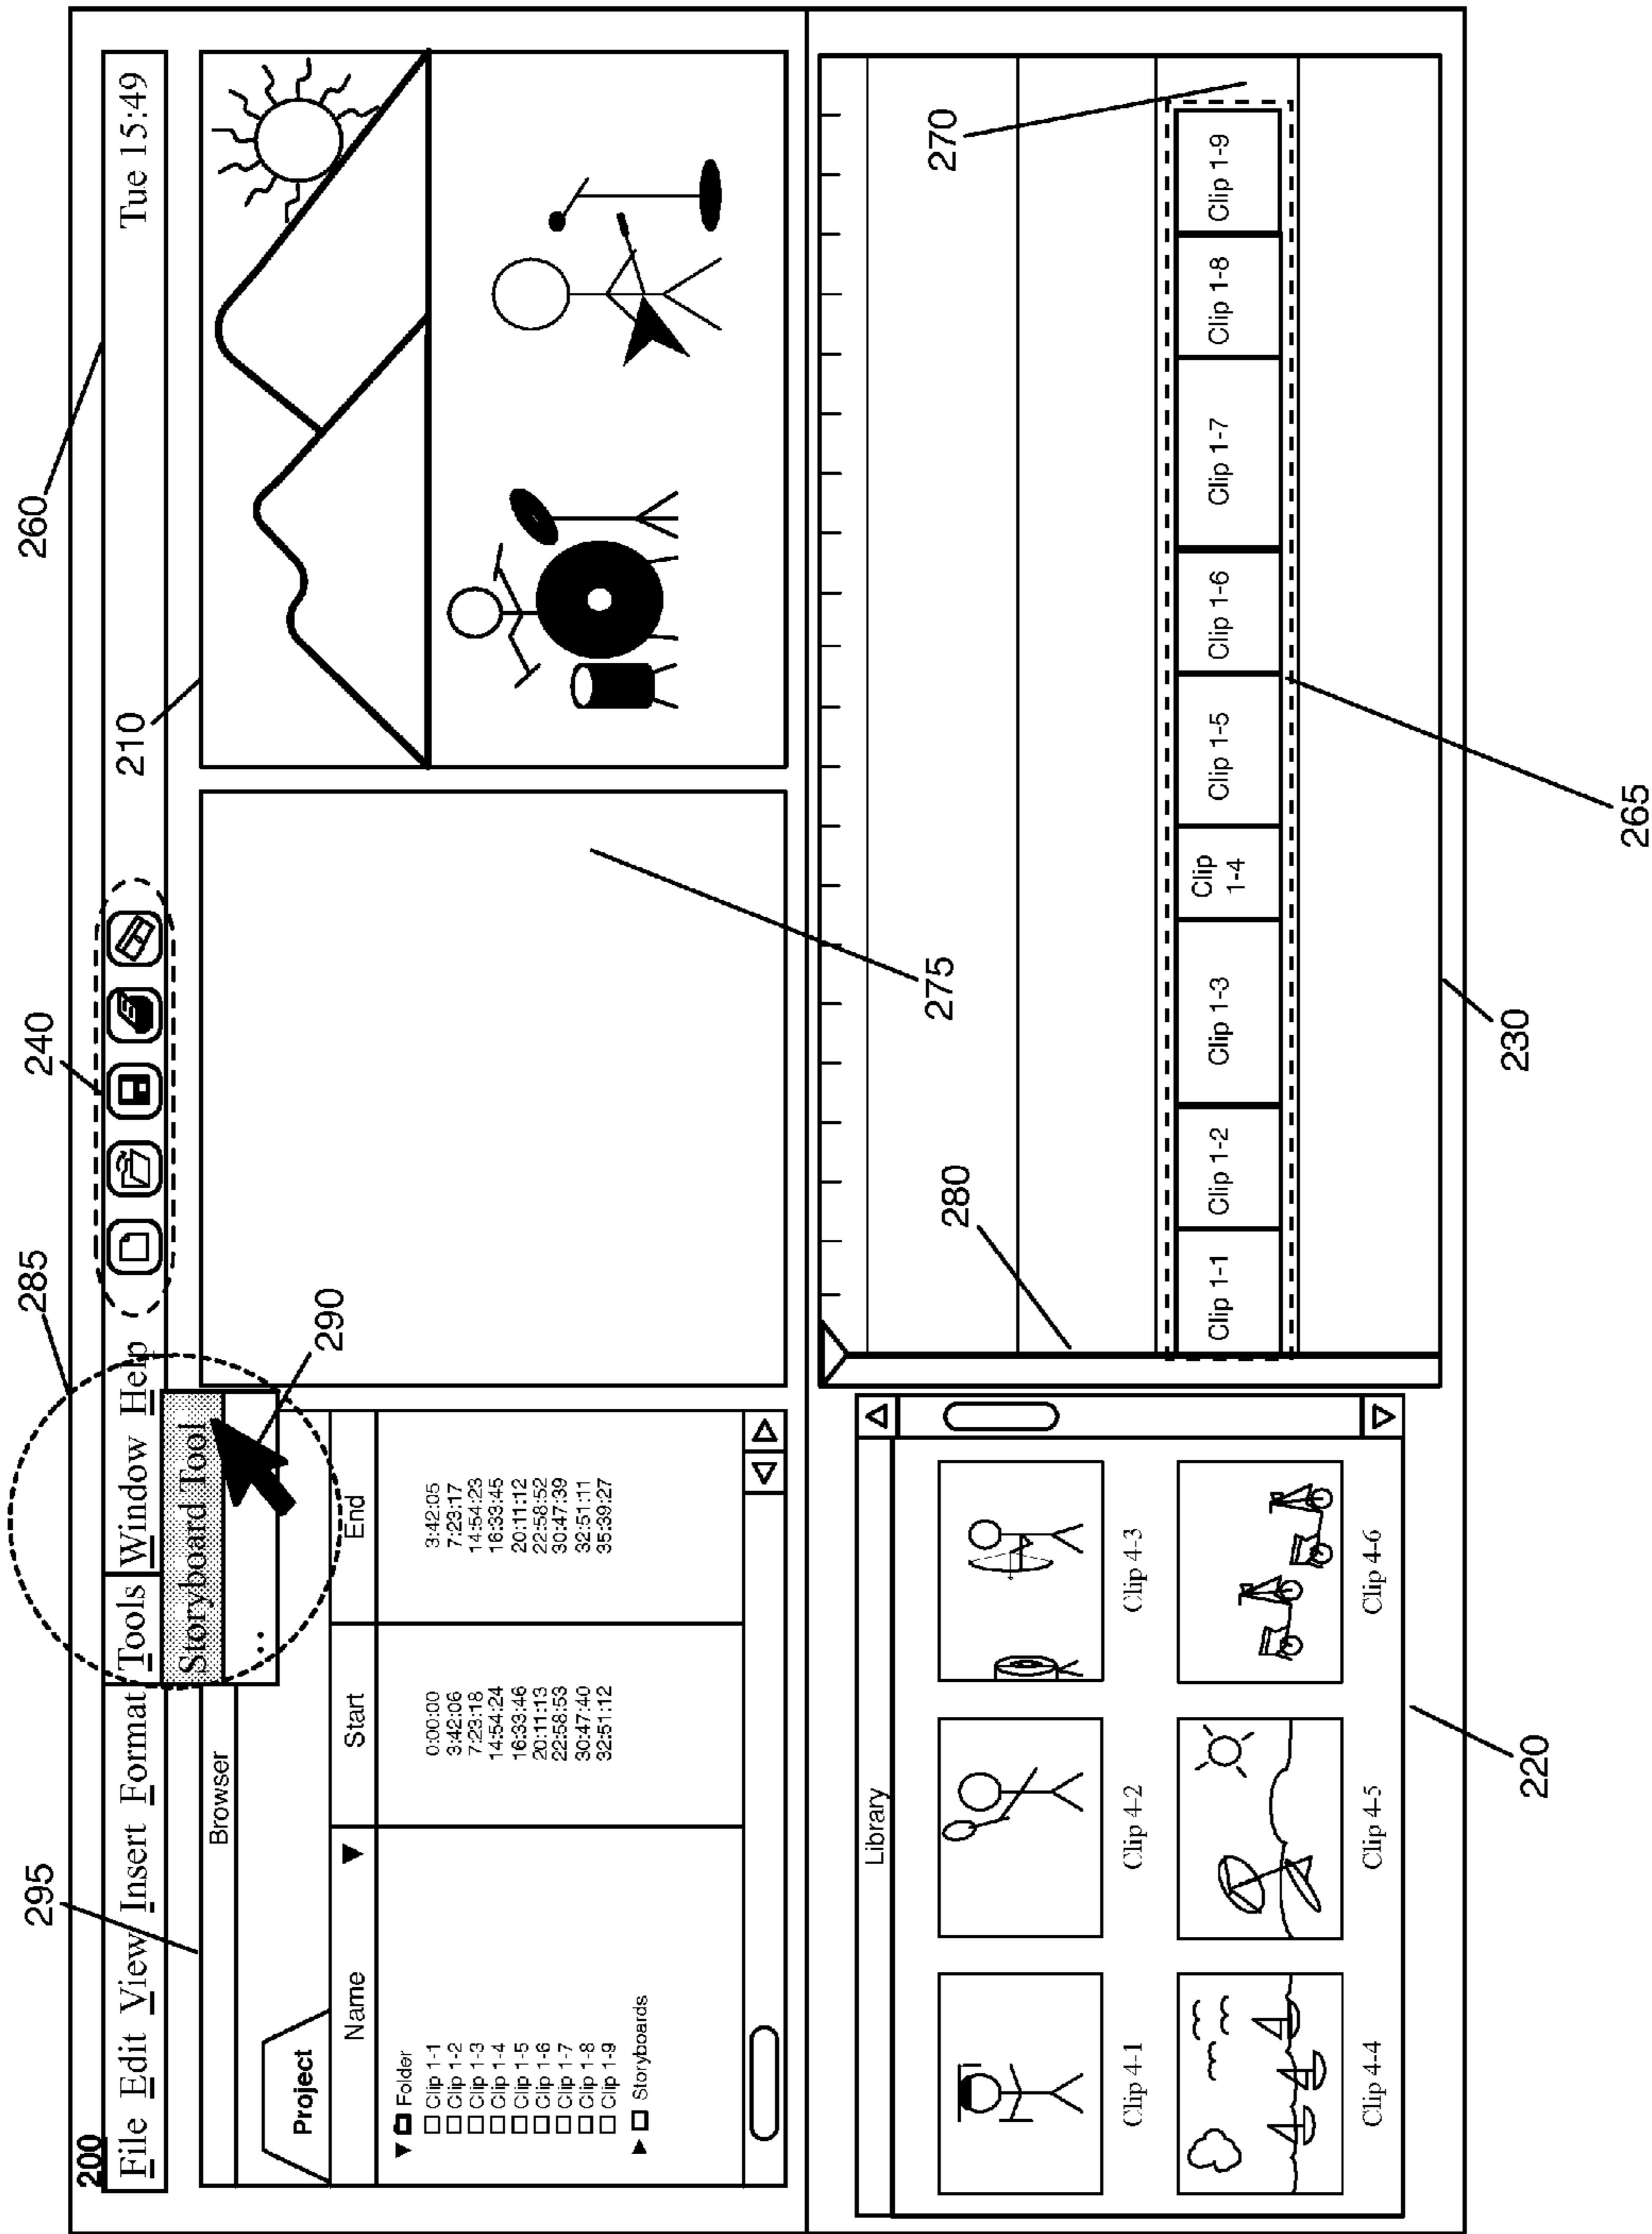 260
240
285
210
295
200
File Edit View Insert Format Tools Window Help
Tue 15:49
Storyboard Tool
...
290
Browser
Project
Name Start End
Folder
Clip 1-1 0:00:00 3:42:05
Clip 1-2 3:42:06 7:23:17
Clip 1-3 7:23:18 14:54:23
Clip 1-4 14:54:24 16:33:45
Clip 1-5 16:33:46 20:11:12
Clip 1-6 20:11:13 22:58:52
Clip 1-7 22:58:53 30:47:39
Clip 1-8 30:47:40 32:51:11
Clip 1-9 32:51:12 35:39:27
Storyboards
275
270
280
Library
Clip 4-1 Clip 4-2 Clip 4-3
Clip 4-4 Clip 4-5 Clip 4-6
Clip 1-1
Clip 1-2
Clip 1-3
Clip
1-4
Clip 1-5
Clip 1-6
Clip 1-7
Clip 1-8
Clip 1-9
220
230
265